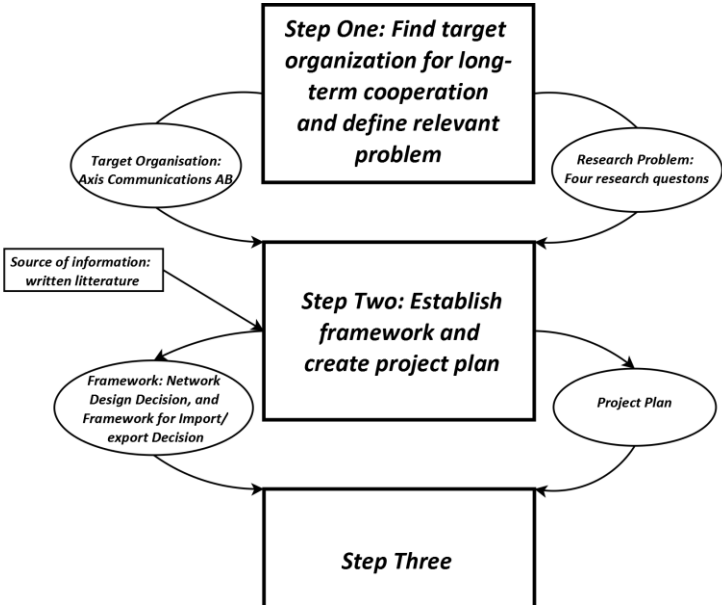 Step One: Find target
organization for long-
term cooperation
and define relevant
problem
Target Organisation:
Axis Communications AB
Research Problem:
Four research questons
Source of information:
written litterature
Step Two: Establish
framework and
create project plan
Framework: Network
Design Decision, and
Framework for Import/
export Decision
Project Plan
Step Three